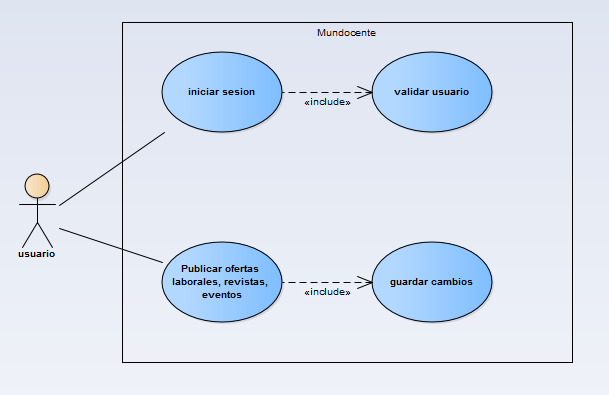 Mundocente
iniciar sesion
validar usuario
«include»
usuario
Publicar ofertas
laborales, revistas,
eventos
guardar cambios
«include»